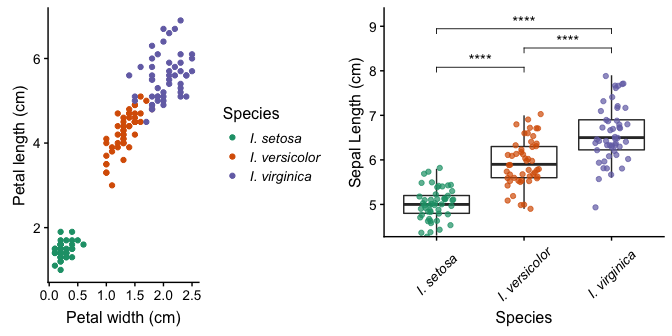 Petal length (cm)
6
4
2
0.0 0.5 1.0 1.5 2.0 2.5
Petal width (cm)
Species
I. setosa
I. versicolor
I. virginica
Sepal Length (cm)
9
8
7
6
5
****
****
****
I. setosa
I. versicolor
I. virginica
Species